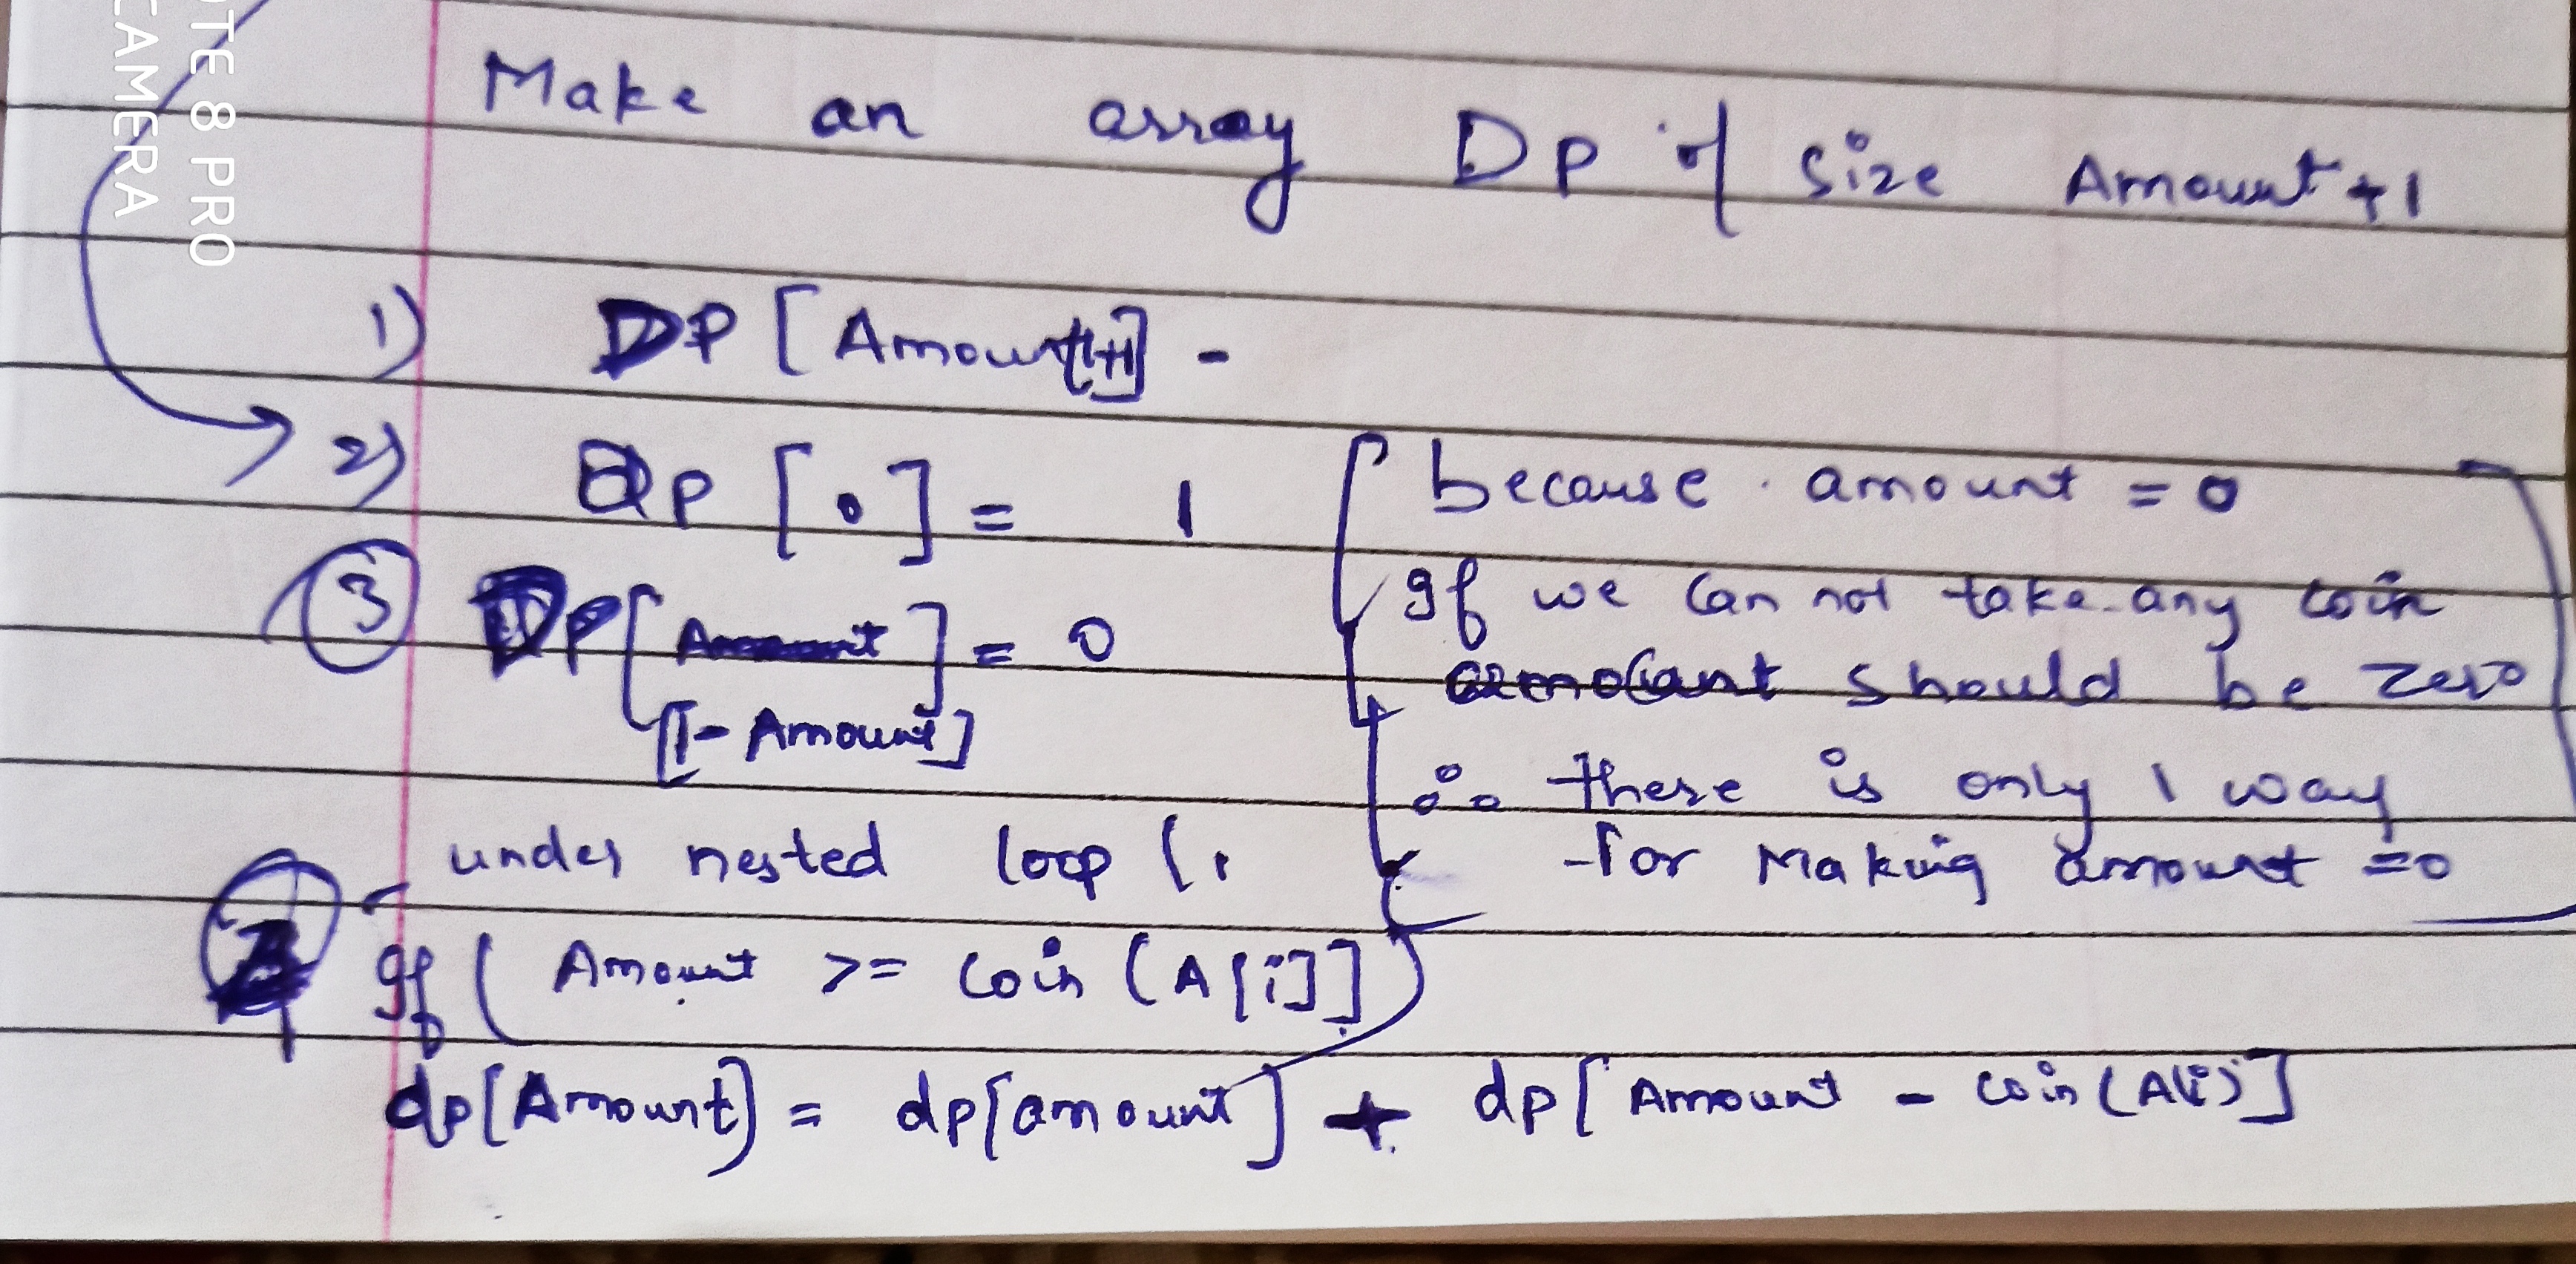 Make an array DP of size Amount+1
1) DP [Amount+1] -
2) DP [0] = 1
because amount = 0
If we can not take any coin
amount should be zero
∴ there is only 1 way
for Making amount =0
3 DP[Amount] = 0
[1 - Amount]
under nested loop
4 If ( Amount >= coin (A[i]] )
dp[Amount] = dp[amount] + dp[Amount - coin (A[i)]
OTE 8 PRO
CAMERA